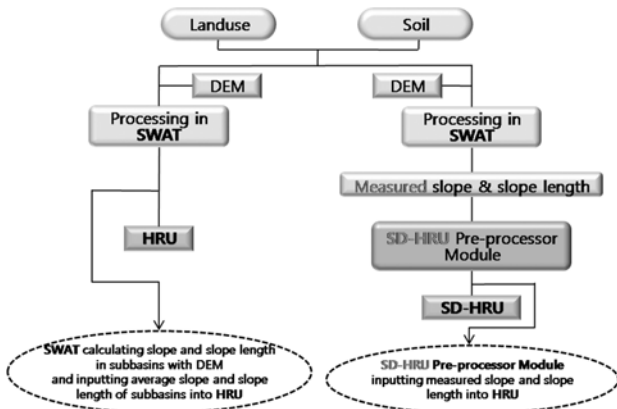 Landuse
Soil
DEM
DEM
Processing in
SWAT
Processing in
SWAT
Measured slope & slope length
HRU
SD-HRU Pre-processor
Module
SD-HRU
SWAT calculating slope and slope length
in subbasins with DEM
and inputting average slope and slope
length of subbasins into HRU
SD-HRU Pre-processor Module
inputting measured slope and slope
length into HRU